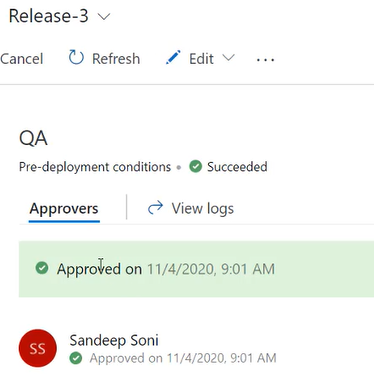 Release-3
Cancel Refresh Edit ...
QA
Pre-deployment conditions • Succeeded
Approvers View logs
Approved on 11/4/2020, 9:01 AM
SS Sandeep Soni
Approved on 11/4/2020, 9:01 AM